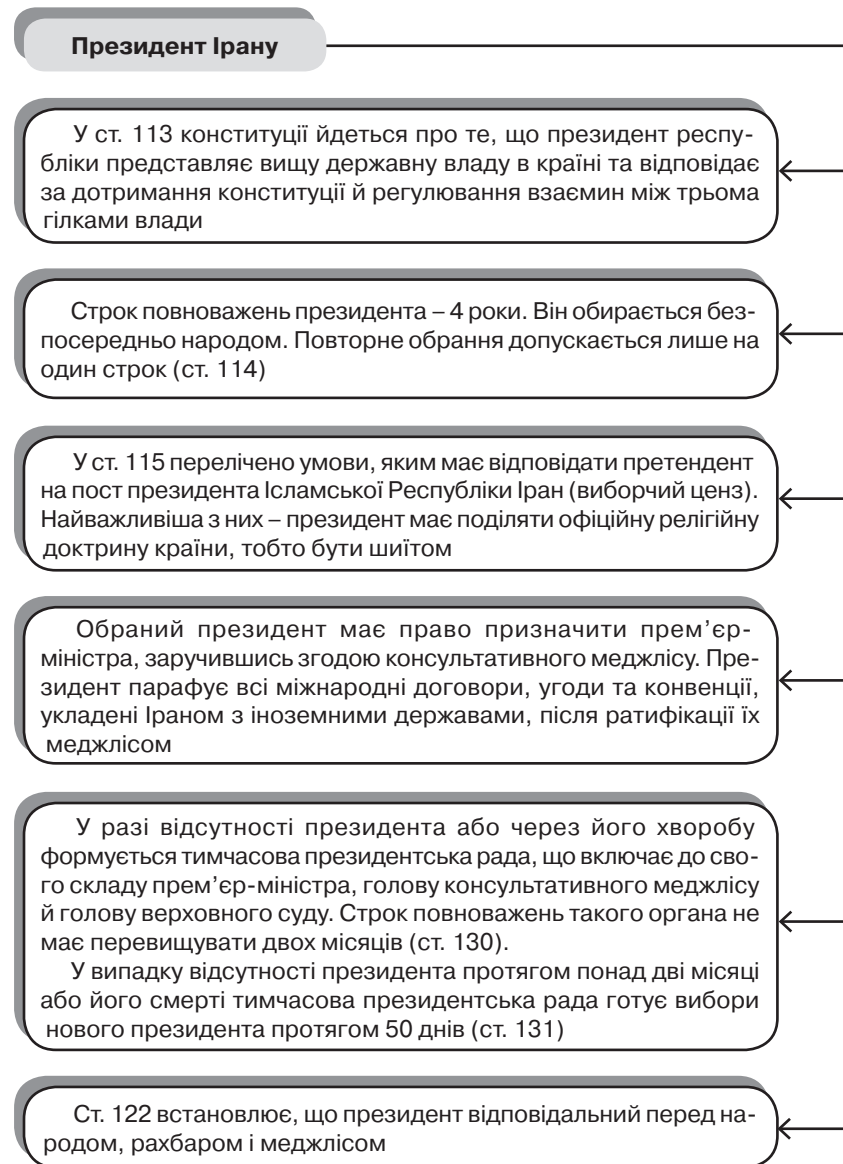 Президент Ірану
У ст. 113 конституції йдеться про те, що президент респу-
бліки представляє вищу державну владу в країні та відповідає
за дотримання конституції й регулювання взаємин між трьома
гілками влади
Строк повноважень президента – 4 роки. Він обирається без-
посередньо народом. Повторне обрання допускається лише на
один строк (ст. 114)
У ст. 115 перелічено умови, яким має відповідати претендент
на пост президента Ісламської Республіки Іран (виборчий ценз).
Найважливіша з них – президент має поділяти офіційну релігійну
доктрину країни, тобто бути шиїтом
Обраний президент має право призначити прем’єр-
міністра, заручившись згодою консультативного меджлісу. Пре-
зидент парафує всі міжнародні договори, угоди та конвенції,
укладені Іраном з іноземними державами, після ратифікації їх
меджлісом
У разі відсутності президента або через його хворобу
формується тимчасова президентська рада, що включає до сво-
го складу прем’єр-міністра, голову консультативного меджлісу
й голову верховного суду. Строк повноважень такого органа не
має перевищувати двох місяців (ст. 130).
У випадку відсутності президента протягом понад дві місяці
або його смерті тимчасова президентська рада готує вибори
нового президента протягом 50 днів (ст. 131)
Ст. 122 встановлює, що президент відповідальний перед на-
родом, рахбаром і меджлісом